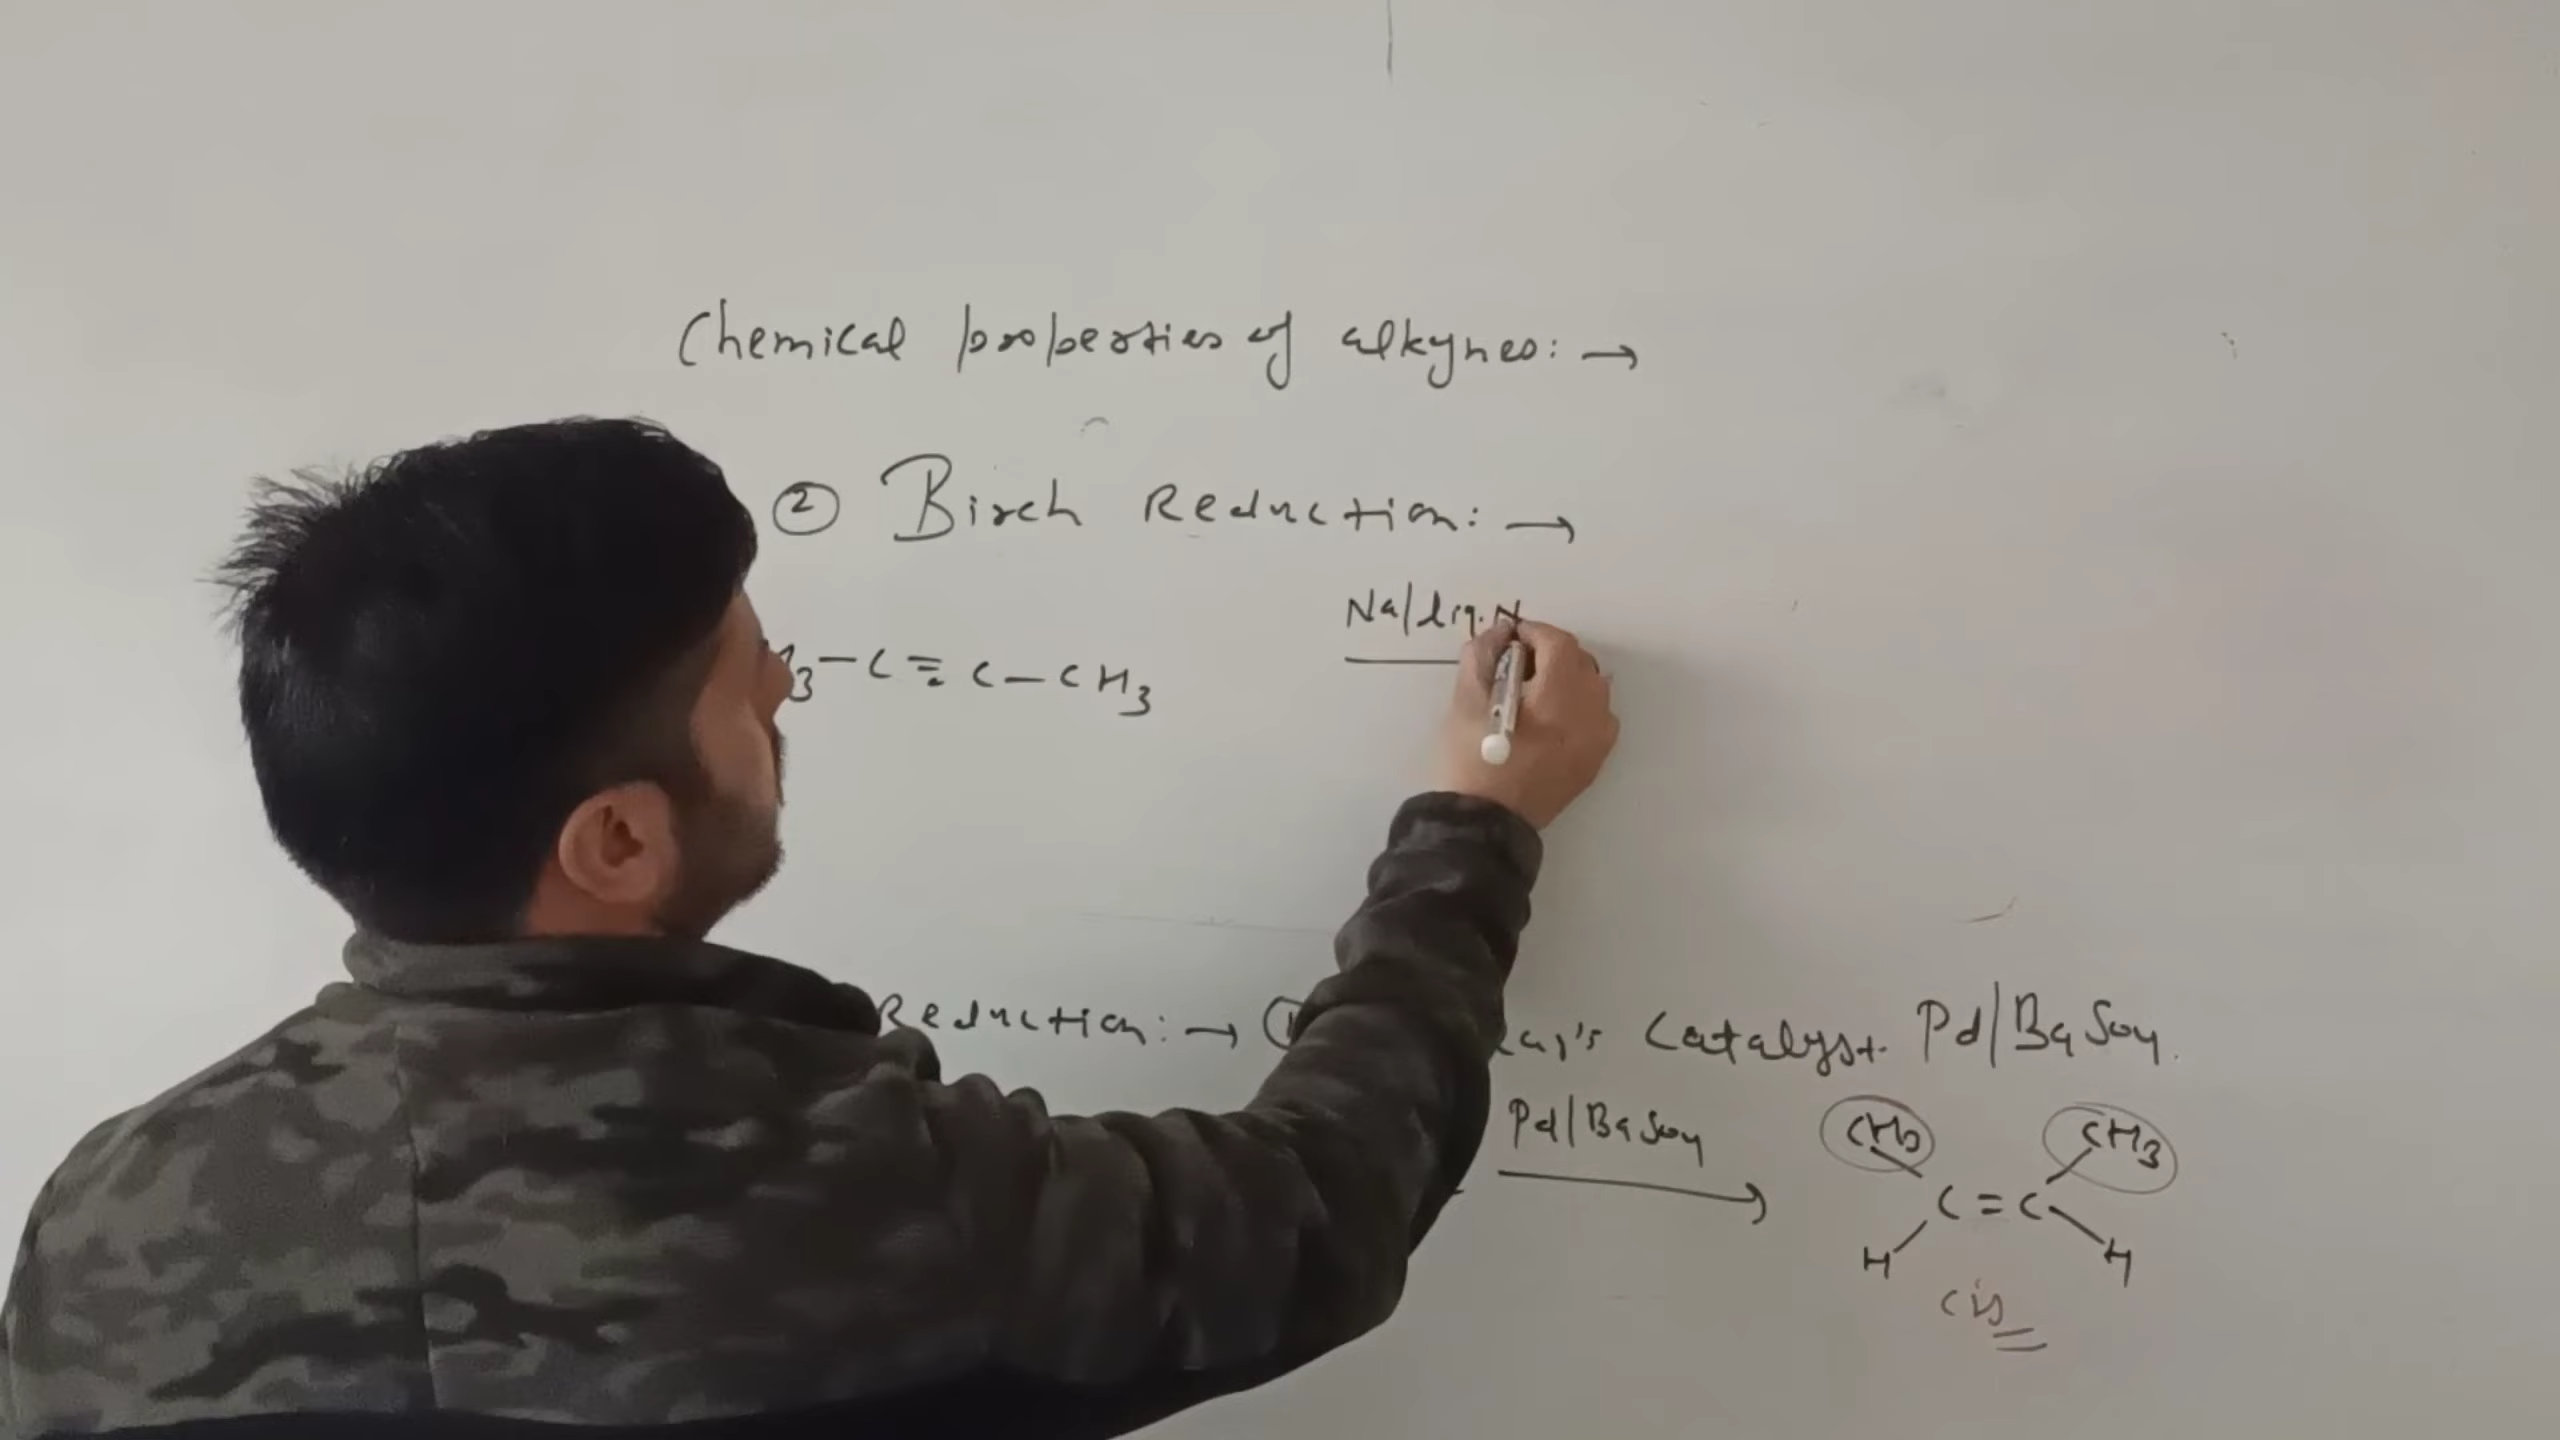 Chemical properties of alkynes: →
② Birch Reduction: →
Na/liq. N
3 — C ≡ C — CH3
Reduction: → ① Catalyst. Pd/BaSO4.
Pd/BaSO4
CH3 CH3
C = C
H H
cis